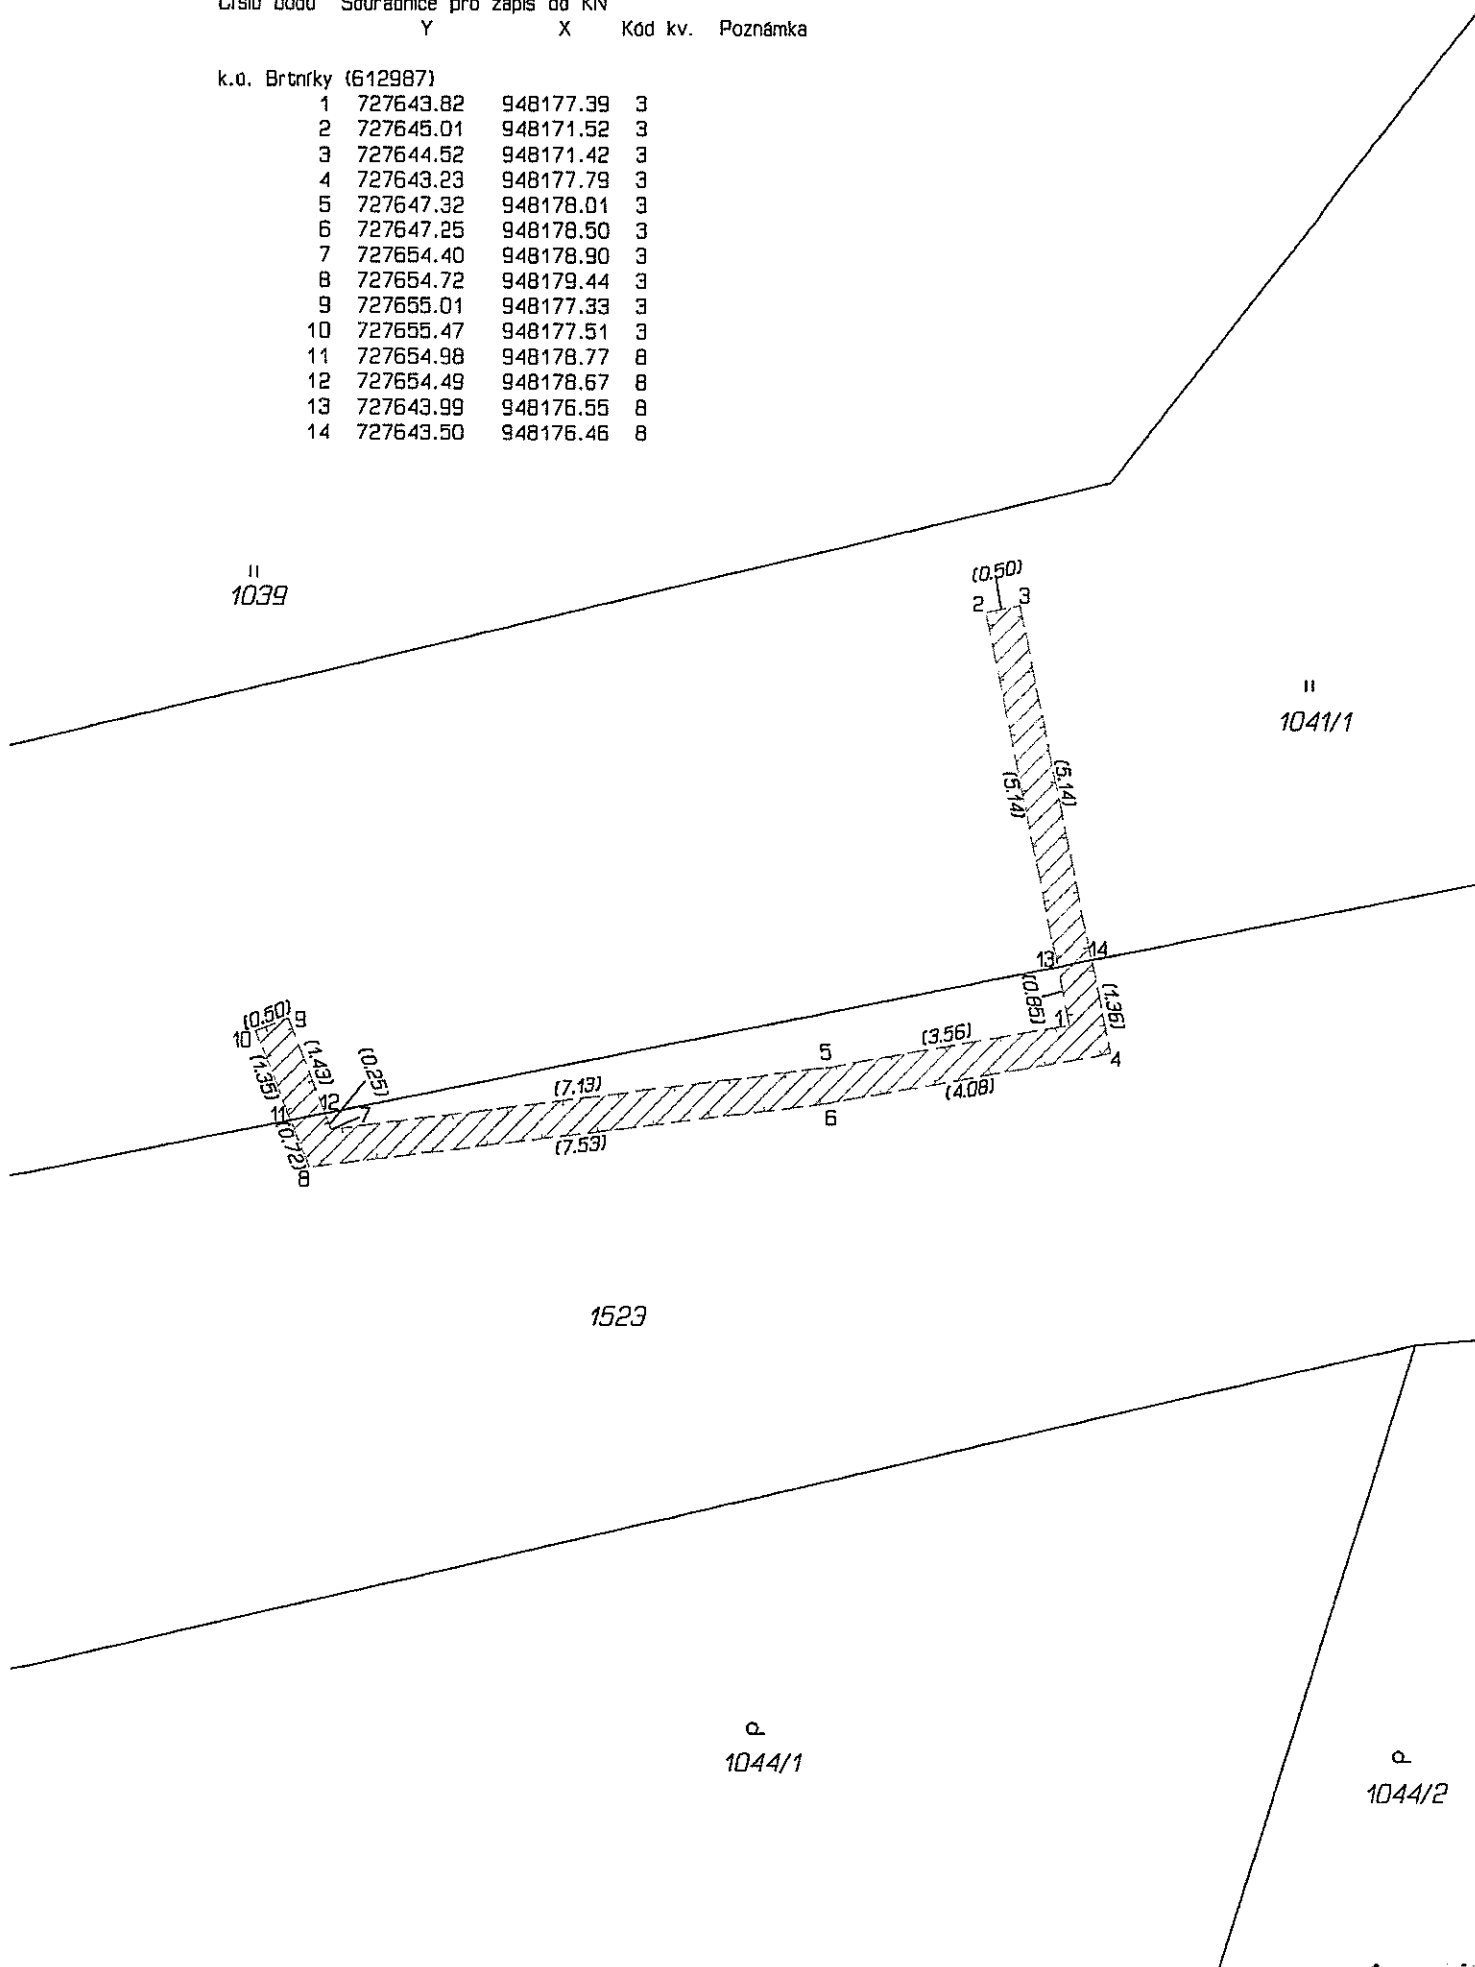 Číslo bodu Souřadnice pro zápis do KN
Y X Kód kv. Poznámka
k.ú. Brtníky (612987)
1 727643.82 948177.39 3
2 727645.01 948171.52 3
3 727644.52 948171.42 3
4 727643.23 948177.79 3
5 727647.32 948178.01 3
6 727647.25 948178.50 3
7 727654.40 948178.90 3
8 727654.72 948179.44 3
9 727655.01 948177.33 3
10 727655.47 948177.51 3
11 727654.98 948178.77 8
12 727654.49 948178.67 8
13 727643.99 948176.55 8
14 727643.50 948176.46 8
1039
(0.50)
2 3
1041/1
(5.14)
(5.14)
13 14
(0.85)
(1.36)
1
4
(0.50)
10 9
(1.35)
(1.43)
(0.25)
11 12
7
(0.72)
8
(7.13)
(7.53)
5
6
(3.56)
(4.08)
1523
1044/1
1044/2